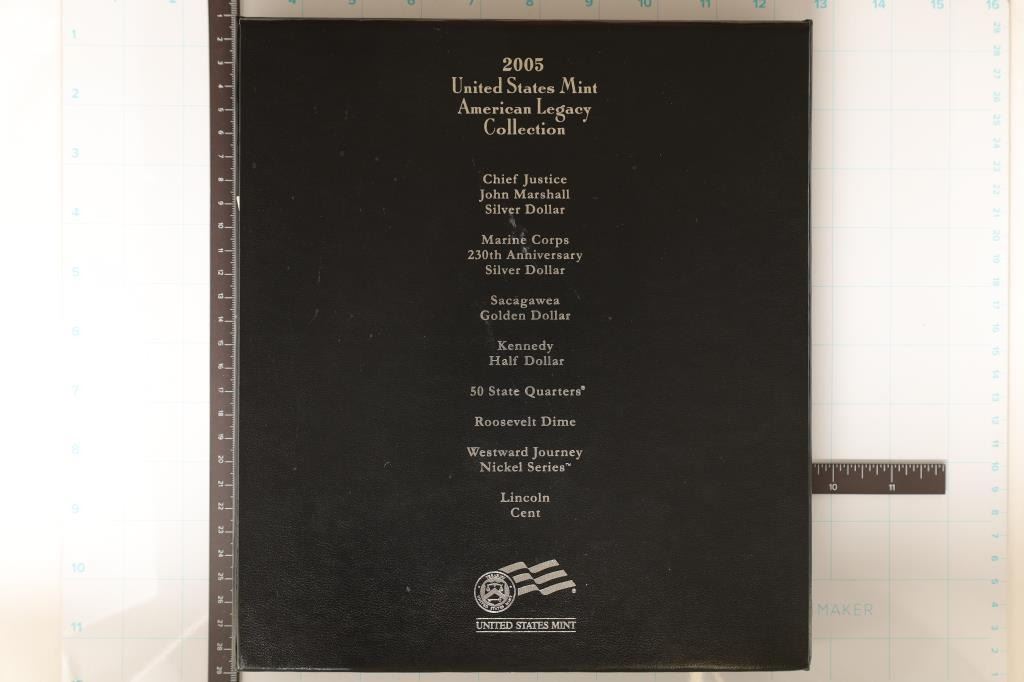 2005
United States Mint
American Legacy
Collection
Chief Justice
John Marshall
Silver Dollar
Marine Corps
230th Anniversary
Silver Dollar
Sacagawea
Golden Dollar
Kennedy
Half Dollar
50 State Quarters®
Roosevelt Dime
Westward Journey
Nickel Series™
Lincoln
Cent
UNITED STATES MINT
MAKER
10 11